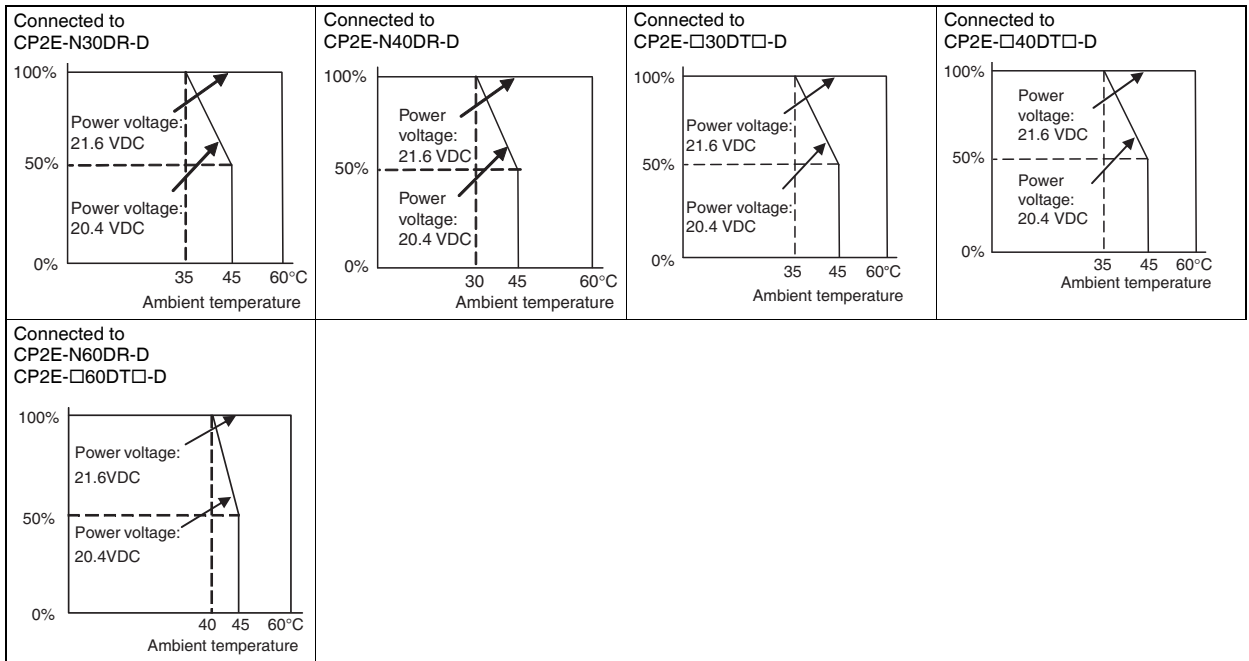 Connected to
CP2E-N30DR-D
100%
Power voltage:
21.6 VDC
50%
Power voltage:
20.4 VDC
0%
35 45 60°C
Ambient temperature
Connected to
CP2E-N40DR-D
100%
Power
voltage:
21.6 VDC
50%
Power
voltage:
20.4 VDC
0%
30 45 60°C
Ambient temperature
Connected to
CP2E-□30DT□-D
100%
Power voltage:
21.6 VDC
50%
Power voltage:
20.4 VDC
0%
35 45 60°C
Ambient temperature
Connected to
CP2E-□40DT□-D
100%
Power
voltage:
21.6 VDC
50%
Power
voltage:
20.4 VDC
0%
35 45 60°C
Ambient temperature
Connected to
CP2E-N60DR-D
CP2E-□60DT□-D
100%
Power voltage:
21.6VDC
50%
Power voltage:
20.4VDC
0%
40 45 60°C
Ambient temperature